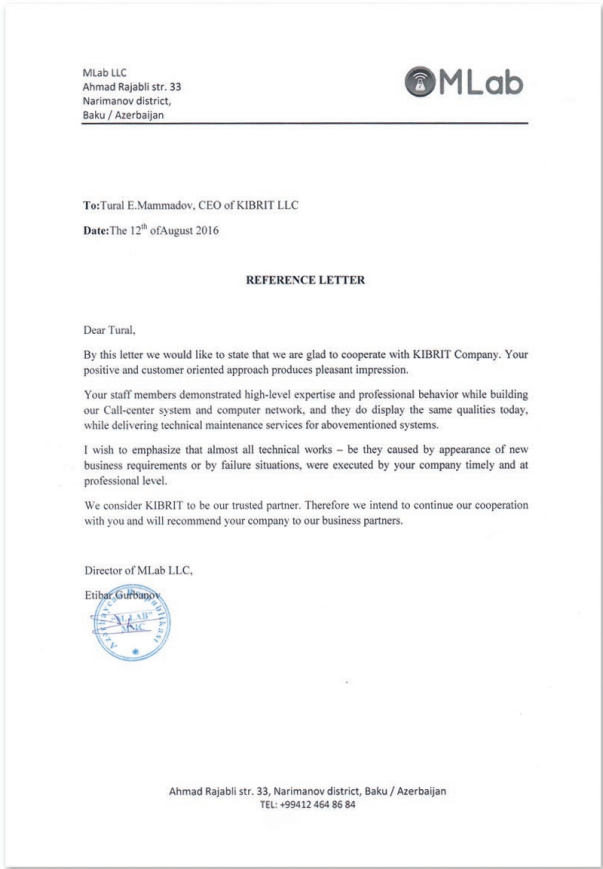 MLab LLC
Ahmad Rajabli str. 33
Narimanov district,
Baku / Azerbaijan
MLab
To:Tural E.Mammadov, CEO of KIBRIT LLC
Date:The 12th ofAugust 2016
REFERENCE LETTER
Dear Tural,
By this letter we would like to state that we are glad to cooperate with KIBRIT Company. Your
positive and customer oriented approach produces pleasant impression.
Your staff members demonstrated high-level expertise and professional behavior while building
our Call-center system and computer network, and they do display the same qualities today,
while delivering technical maintenance services for abovementioned systems.
I wish to emphasize that almost all technical works – be they caused by appearance of new
business requirements or by failure situations, were executed by your company timely and at
professional level.
We consider KIBRIT to be our trusted partner. Therefore we intend to continue our cooperation
with you and will recommend your company to our business partners.
Director of MLab LLC,
Etibar Gurbanov
"MLAB"
MMC
Ahmad Rajabli str. 33, Narimanov district, Baku / Azerbaijan
TEL: +99412 464 86 84